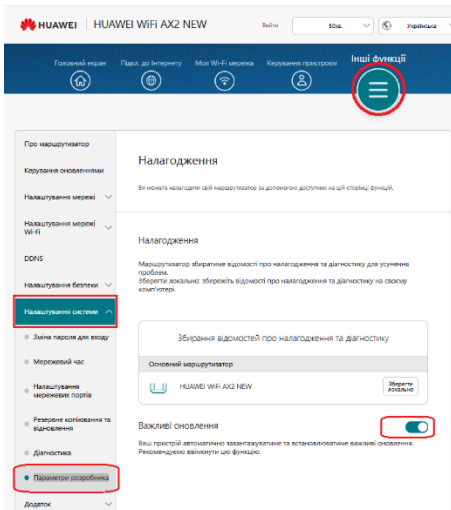 HUAWEI HUAWEI WiFi AX2 NEW Вийти Українська
Головний екран Підкл. до Інтернету Моя Wi-Fi мережа Керування пристроєм Інші функції
Про маршрутизатор
Керування оновленнями
Налаштування мережі
Налаштування мережі
Wi-Fi
DDNS
Налаштування безпеки
Налаштування системи
Зміна пароля для входу
Мережевий час
Налаштування
мережевих портів
Резервне копіювання та
відновлення
Діагностика
Параметри розробника
Додаток
Налагодження
Ви можете налагодити свій маршрутизатор за допомогою доступних на цій сторінці функцій.
Налагодження
Маршрутизатор збиратиме відомості про налагодження та діагностику для усунення
проблем.
Зберегти локально: збережіть відомості про налагодження та діагностику на своєму
комп'ютері.
Збирання відомостей про налагодження та діагностику
Основний маршрутизатор
HUAWEI WiFi AX2 NEW
Зберегти
локально
Важливі оновлення
Ваш пристрій автоматично завантажуватиме та встановлюватиме важливі оновлення.
Рекомендуємо ввімкнути цю функцію.